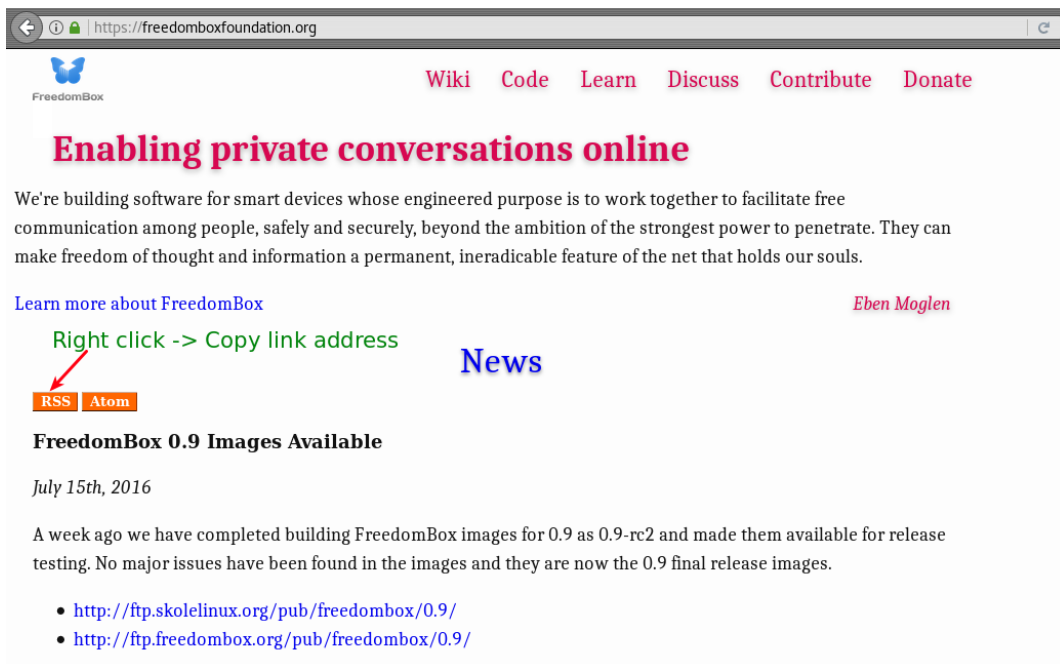 https://freedomboxfoundation.org
FreedomBox
Wiki Code Learn Discuss Contribute Donate
Enabling private conversations online
We're building software for smart devices whose engineered purpose is to work together to facilitate free
communication among people, safely and securely, beyond the ambition of the strongest power to penetrate. They can
make freedom of thought and information a permanent, ineradicable feature of the net that holds our souls.
Learn more about FreedomBox
Eben Moglen
Right click -> Copy link address
News
RSS Atom
FreedomBox 0.9 Images Available
July 15th, 2016
A week ago we have completed building FreedomBox images for 0.9 as 0.9-rc2 and made them available for release
testing. No major issues have been found in the images and they are now the 0.9 final release images.
• http://ftp.skolelinux.org/pub/freedombox/0.9/
• http://ftp.freedombox.org/pub/freedombox/0.9/